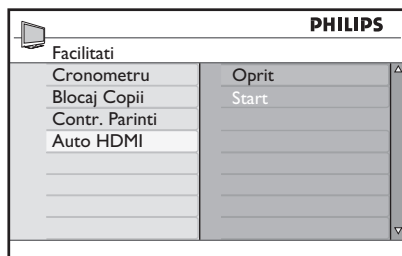 PHILIPS
Facilitati
Cronometru
Blocaj Copii
Contr. Parinti
Auto HDMI
Oprit
Start